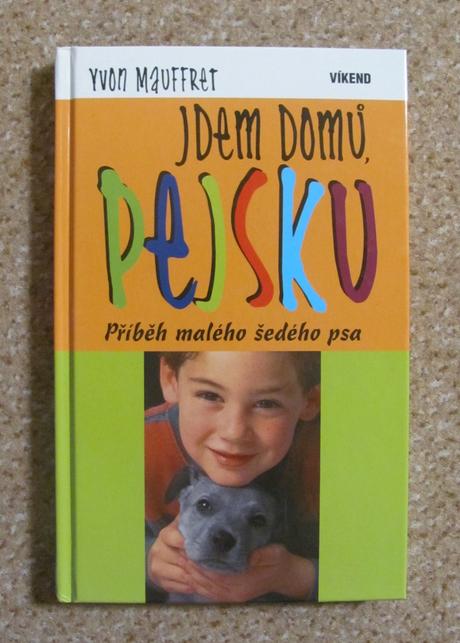 Yvon Mauffret
VÍKEND
Jdem domů,
PEJSKU
Příběh malého šedého psa